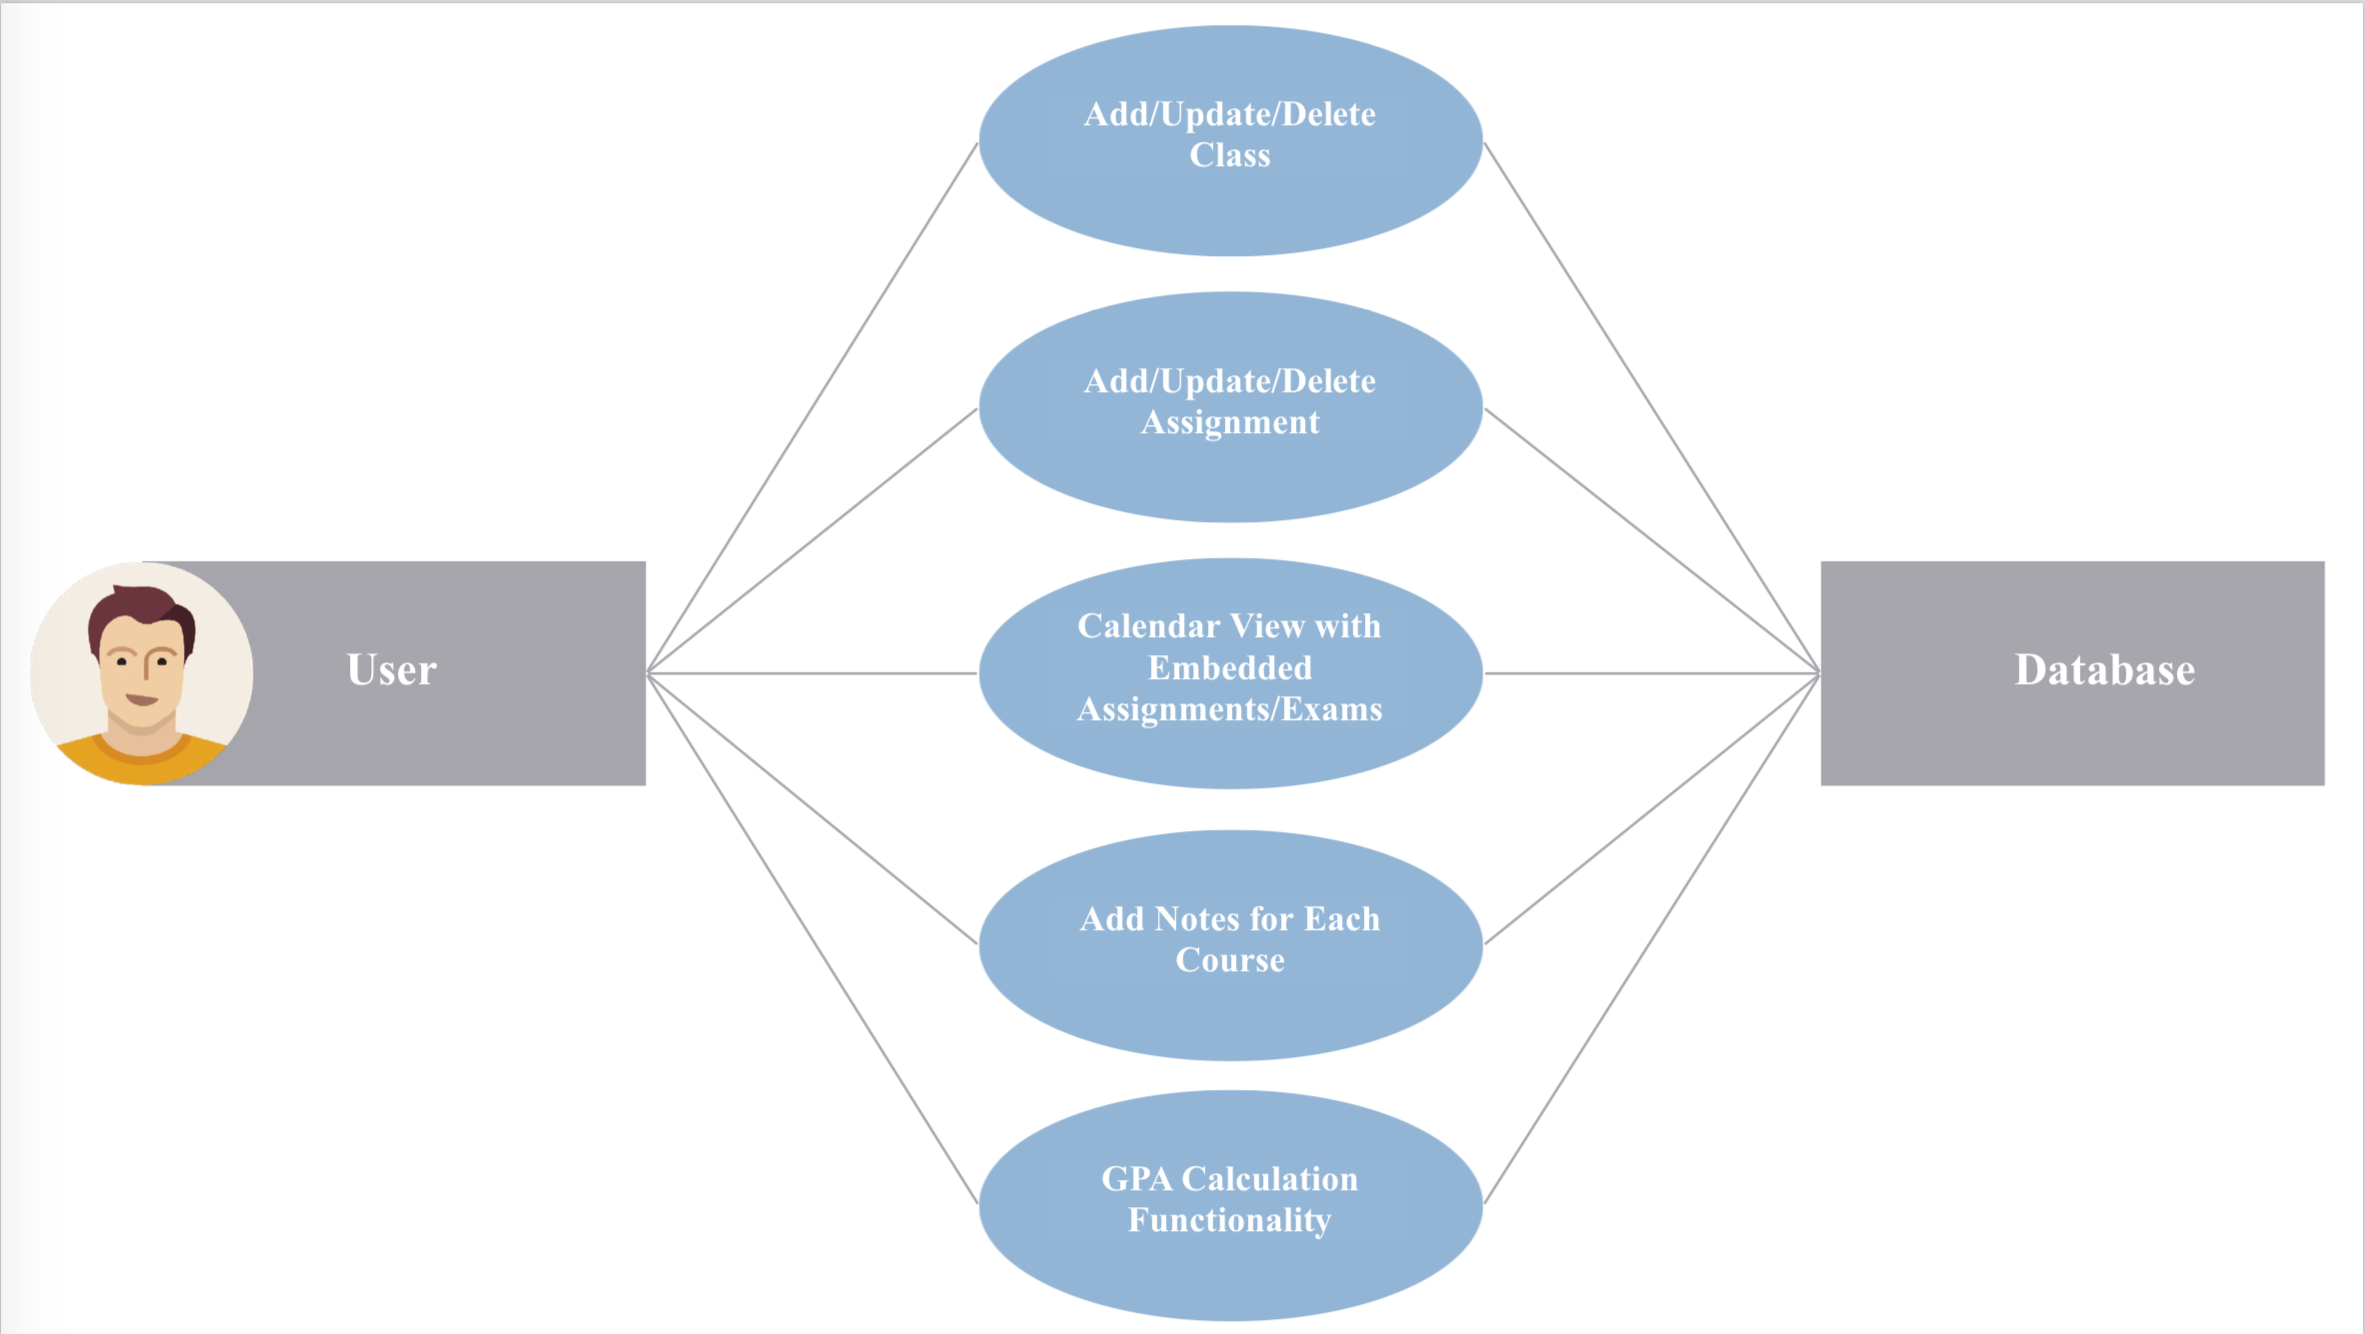 Add/Update/Delete
Class
Add/Update/Delete
Assignment
User
Calendar View with
Embedded
Assignments/Exams
Database
Add Notes for Each
Course
GPA Calculation
Functionality